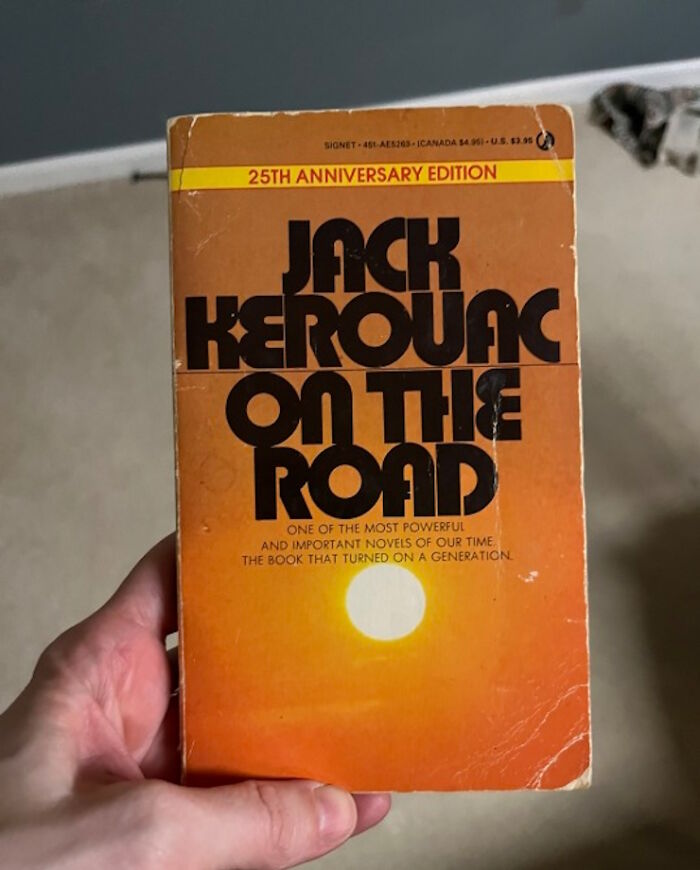 SIGNET • 451-AE5263 • (CANADA $4.95) • U.S. $3.95
25TH ANNIVERSARY EDITION
JACK
KEROUAC
ON THE
ROAD
ONE OF THE MOST POWERFUL
AND IMPORTANT NOVELS OF OUR TIME.
THE BOOK THAT TURNED ON A GENERATION.